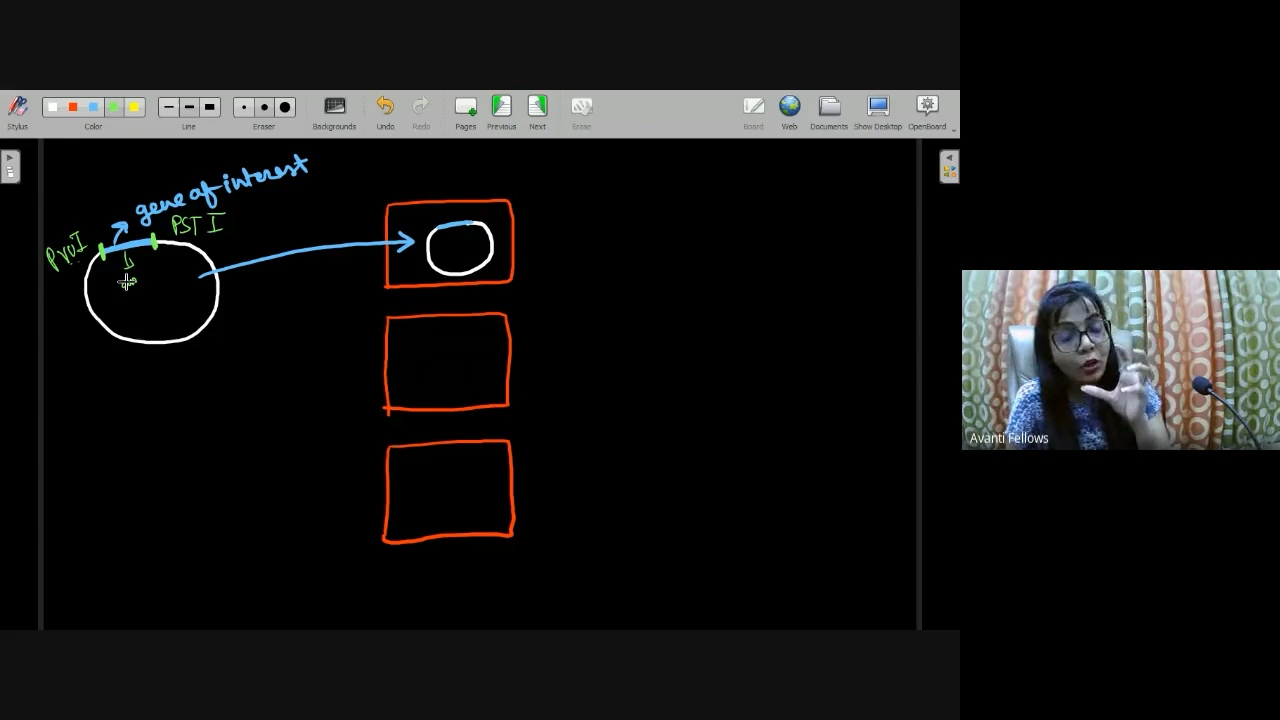 Stylus
Color
Line
Eraser
Backgrounds
Undo
Redo
Pages
Previous
Next
Erase
Board
Web
Documents
Show Desktop
OpenBoard
gene of interest
PvuI
PST I
Avanti Fellows